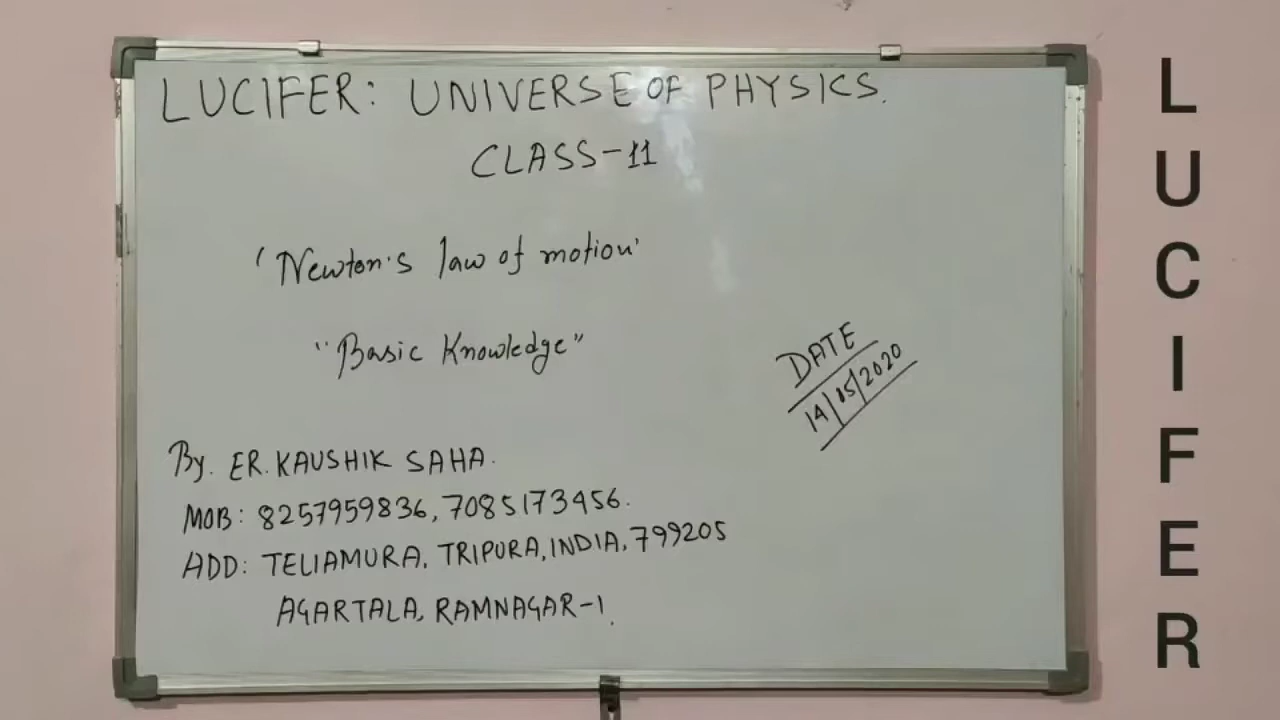 LUCIFER: UNIVERSE OF PHYSICS.
CLASS-11
'Newton's law of motion'
"Basic Knowledge"
DATE
14/05/2020
By. ER. KAUSHIK SAHA.
MOB: 8257959836, 7085173456.
ADD: TELIAMURA, TRIPURA, INDIA, 799205
AGARTALA, RAMNAGAR-1.
LUCIFER